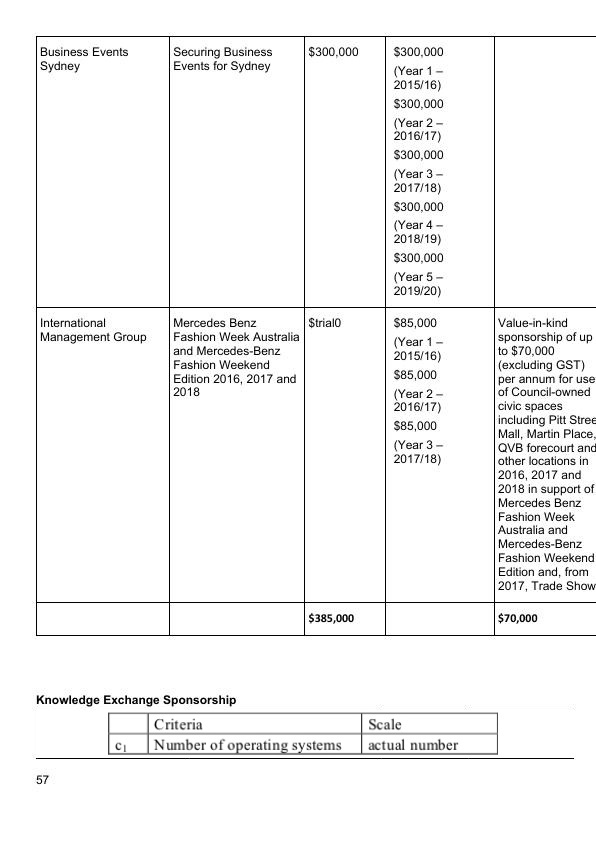 Business Events
Sydney
Securing Business
Events for Sydney
$300,000
$300,000
(Year 1 –
2015/16)
$300,000
(Year 2 –
2016/17)
$300,000
(Year 3 –
2017/18)
$300,000
(Year 4 –
2018/19)
$300,000
(Year 5 –
2019/20)
International
Management Group
Mercedes Benz
Fashion Week Australia
and Mercedes-Benz
Fashion Weekend
Edition 2016, 2017 and
2018
$trial0
$85,000
(Year 1 –
2015/16)
$85,000
(Year 2 –
2016/17)
$85,000
(Year 3 –
2017/18)
Value-in-kind
sponsorship of up
to $70,000
(excluding GST)
per annum for use
of Council-owned
civic spaces
including Pitt Stree
Mall, Martin Place,
QVB forecourt and
other locations in
2016, 2017 and
2018 in support of
Mercedes Benz
Fashion Week
Australia and
Mercedes-Benz
Fashion Weekend
Edition and, from
2017, Trade Show
$385,000
$70,000
Knowledge Exchange Sponsorship
Criteria Scale
c1 Number of operating systems actual number
57